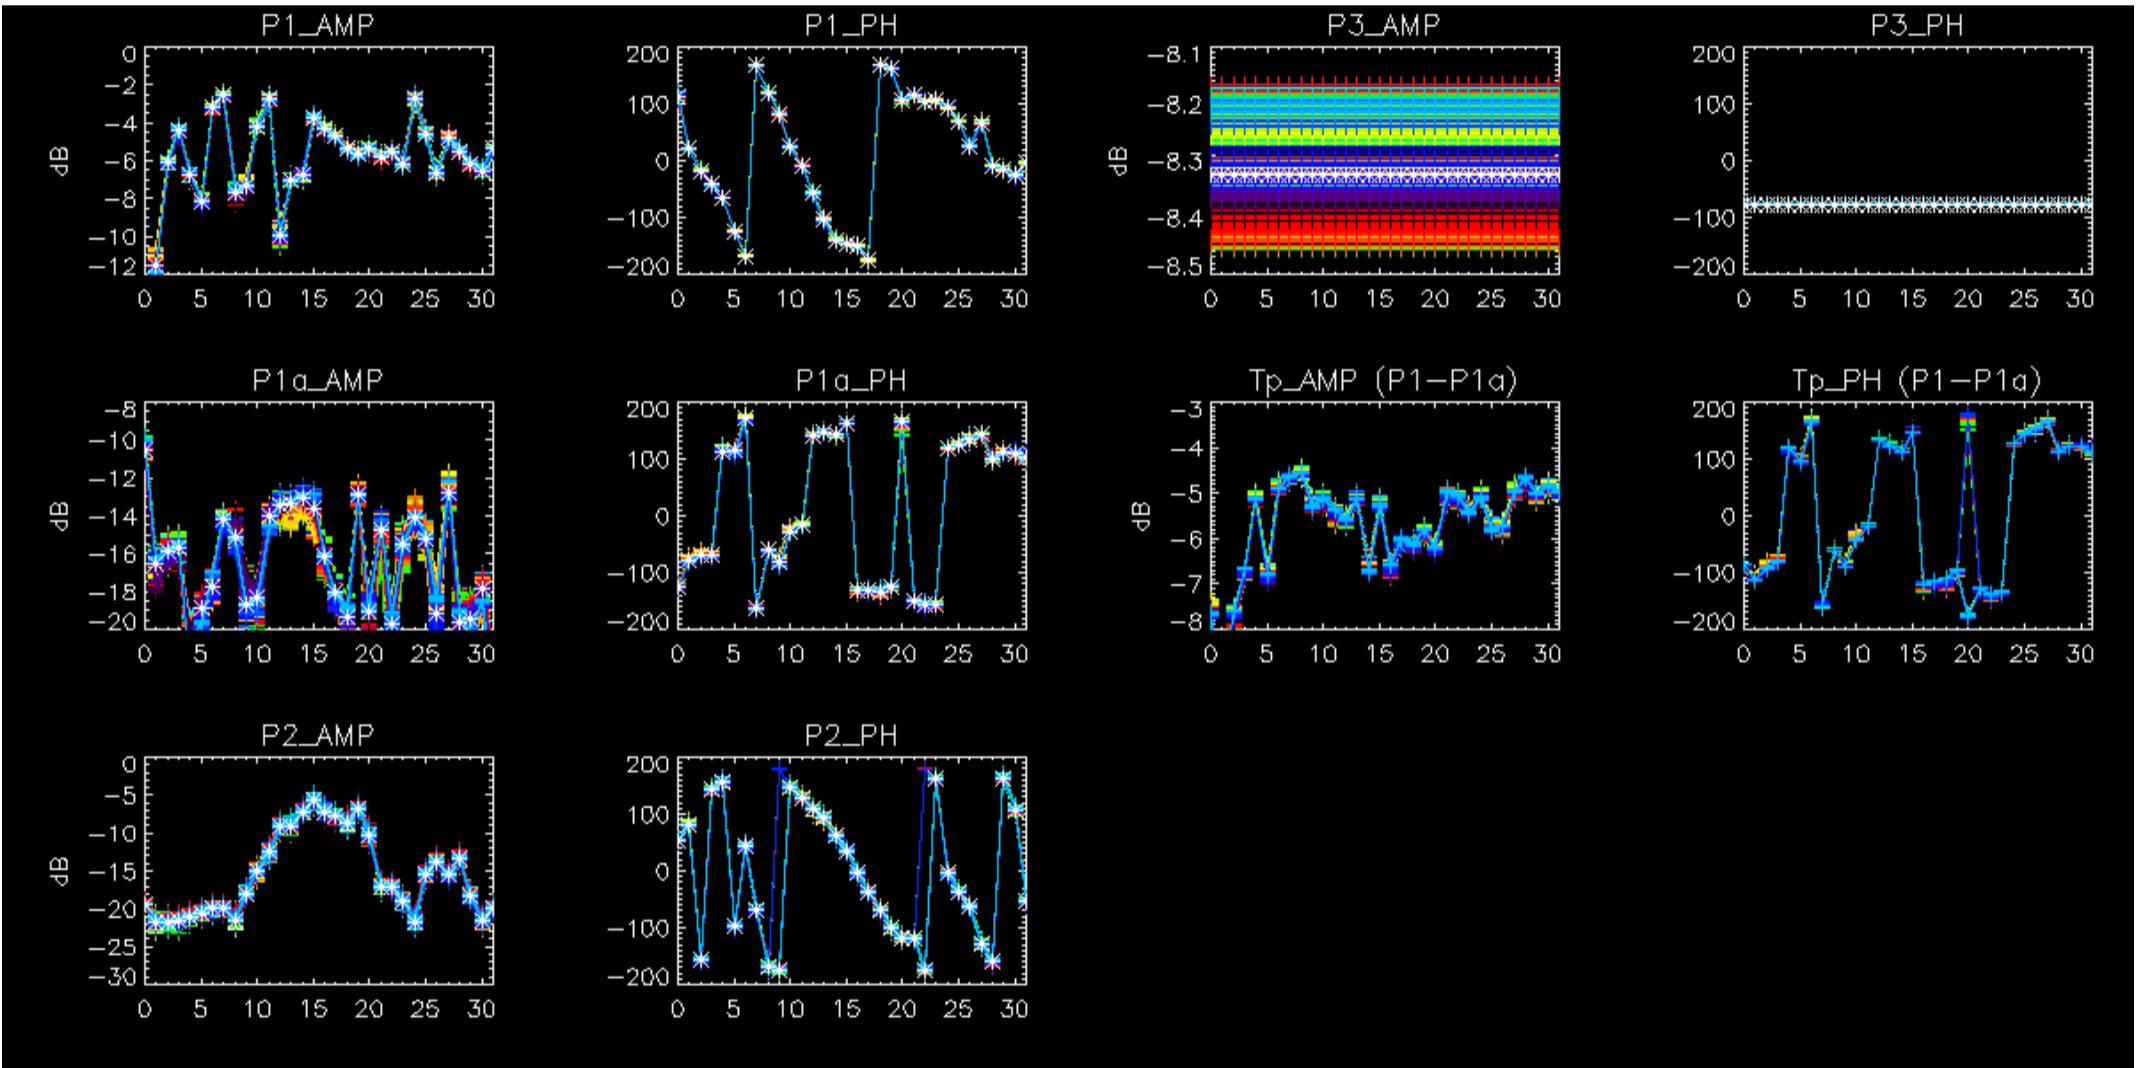 P1_AMP P1_PH P3_AMP P3_PH
0 200 −8.1 200
−2
−4 100 −8.2 100
dB −6 0 dB −8.3 0
−8
−10 −100 −8.4 −100
−12 −200 −8.5 −200
0 5 10 15 20 25 30 0 5 10 15 20 25 30 0 5 10 15 20 25 30 0 5 10 15 20 25 30
P1a_AMP P1a_PH Tp_AMP (P1−P1a) Tp_PH (P1−P1a)
−8 200 −3 200
−10 100 −4 100
−12
dB −14 0 dB −5 0
−16 −6
−18 −100 −7 −100
−20 −200 −8 −200
0 5 10 15 20 25 30 0 5 10 15 20 25 30 0 5 10 15 20 25 30 0 5 10 15 20 25 30
P2_AMP P2_PH
0 200
−5
−10 100
dB −15 0
−20 −100
−25
−30 −200
0 5 10 15 20 25 30 0 5 10 15 20 25 30